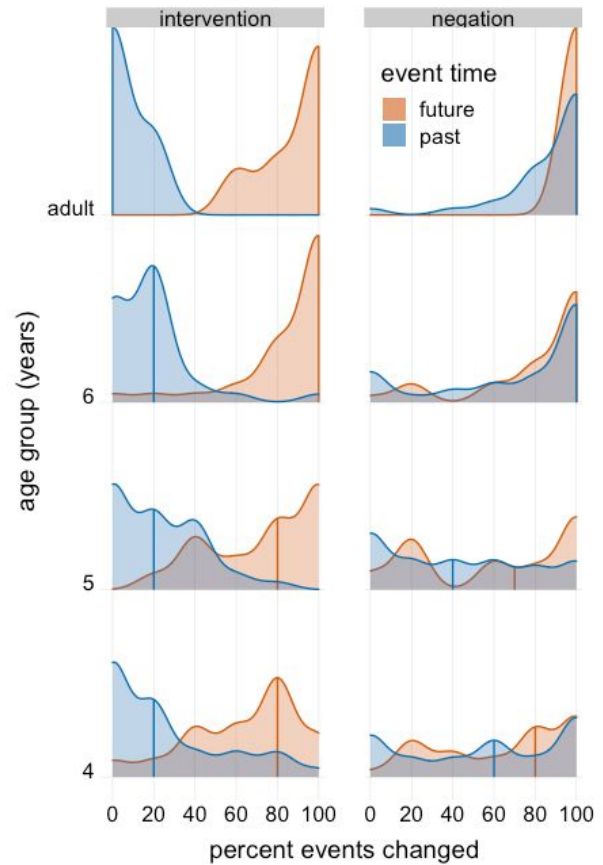 intervention
negation
event time
future
past
adult
6
5
4
age group (years)
0 20 40 60 80 100
0 20 40 60 80 100
percent events changed